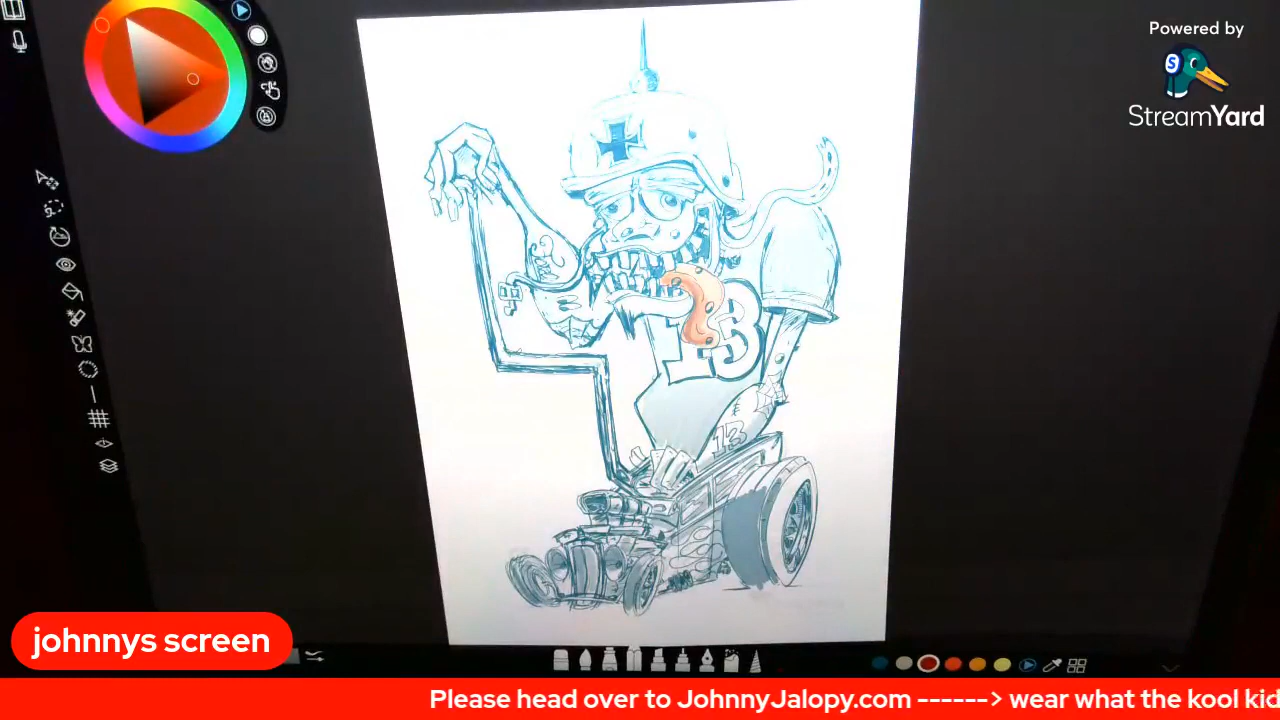 Powered by
S
StreamYard
13
13
johnnys screen
Please head over to JohnnyJalopy.com ------> wear what the kool kid